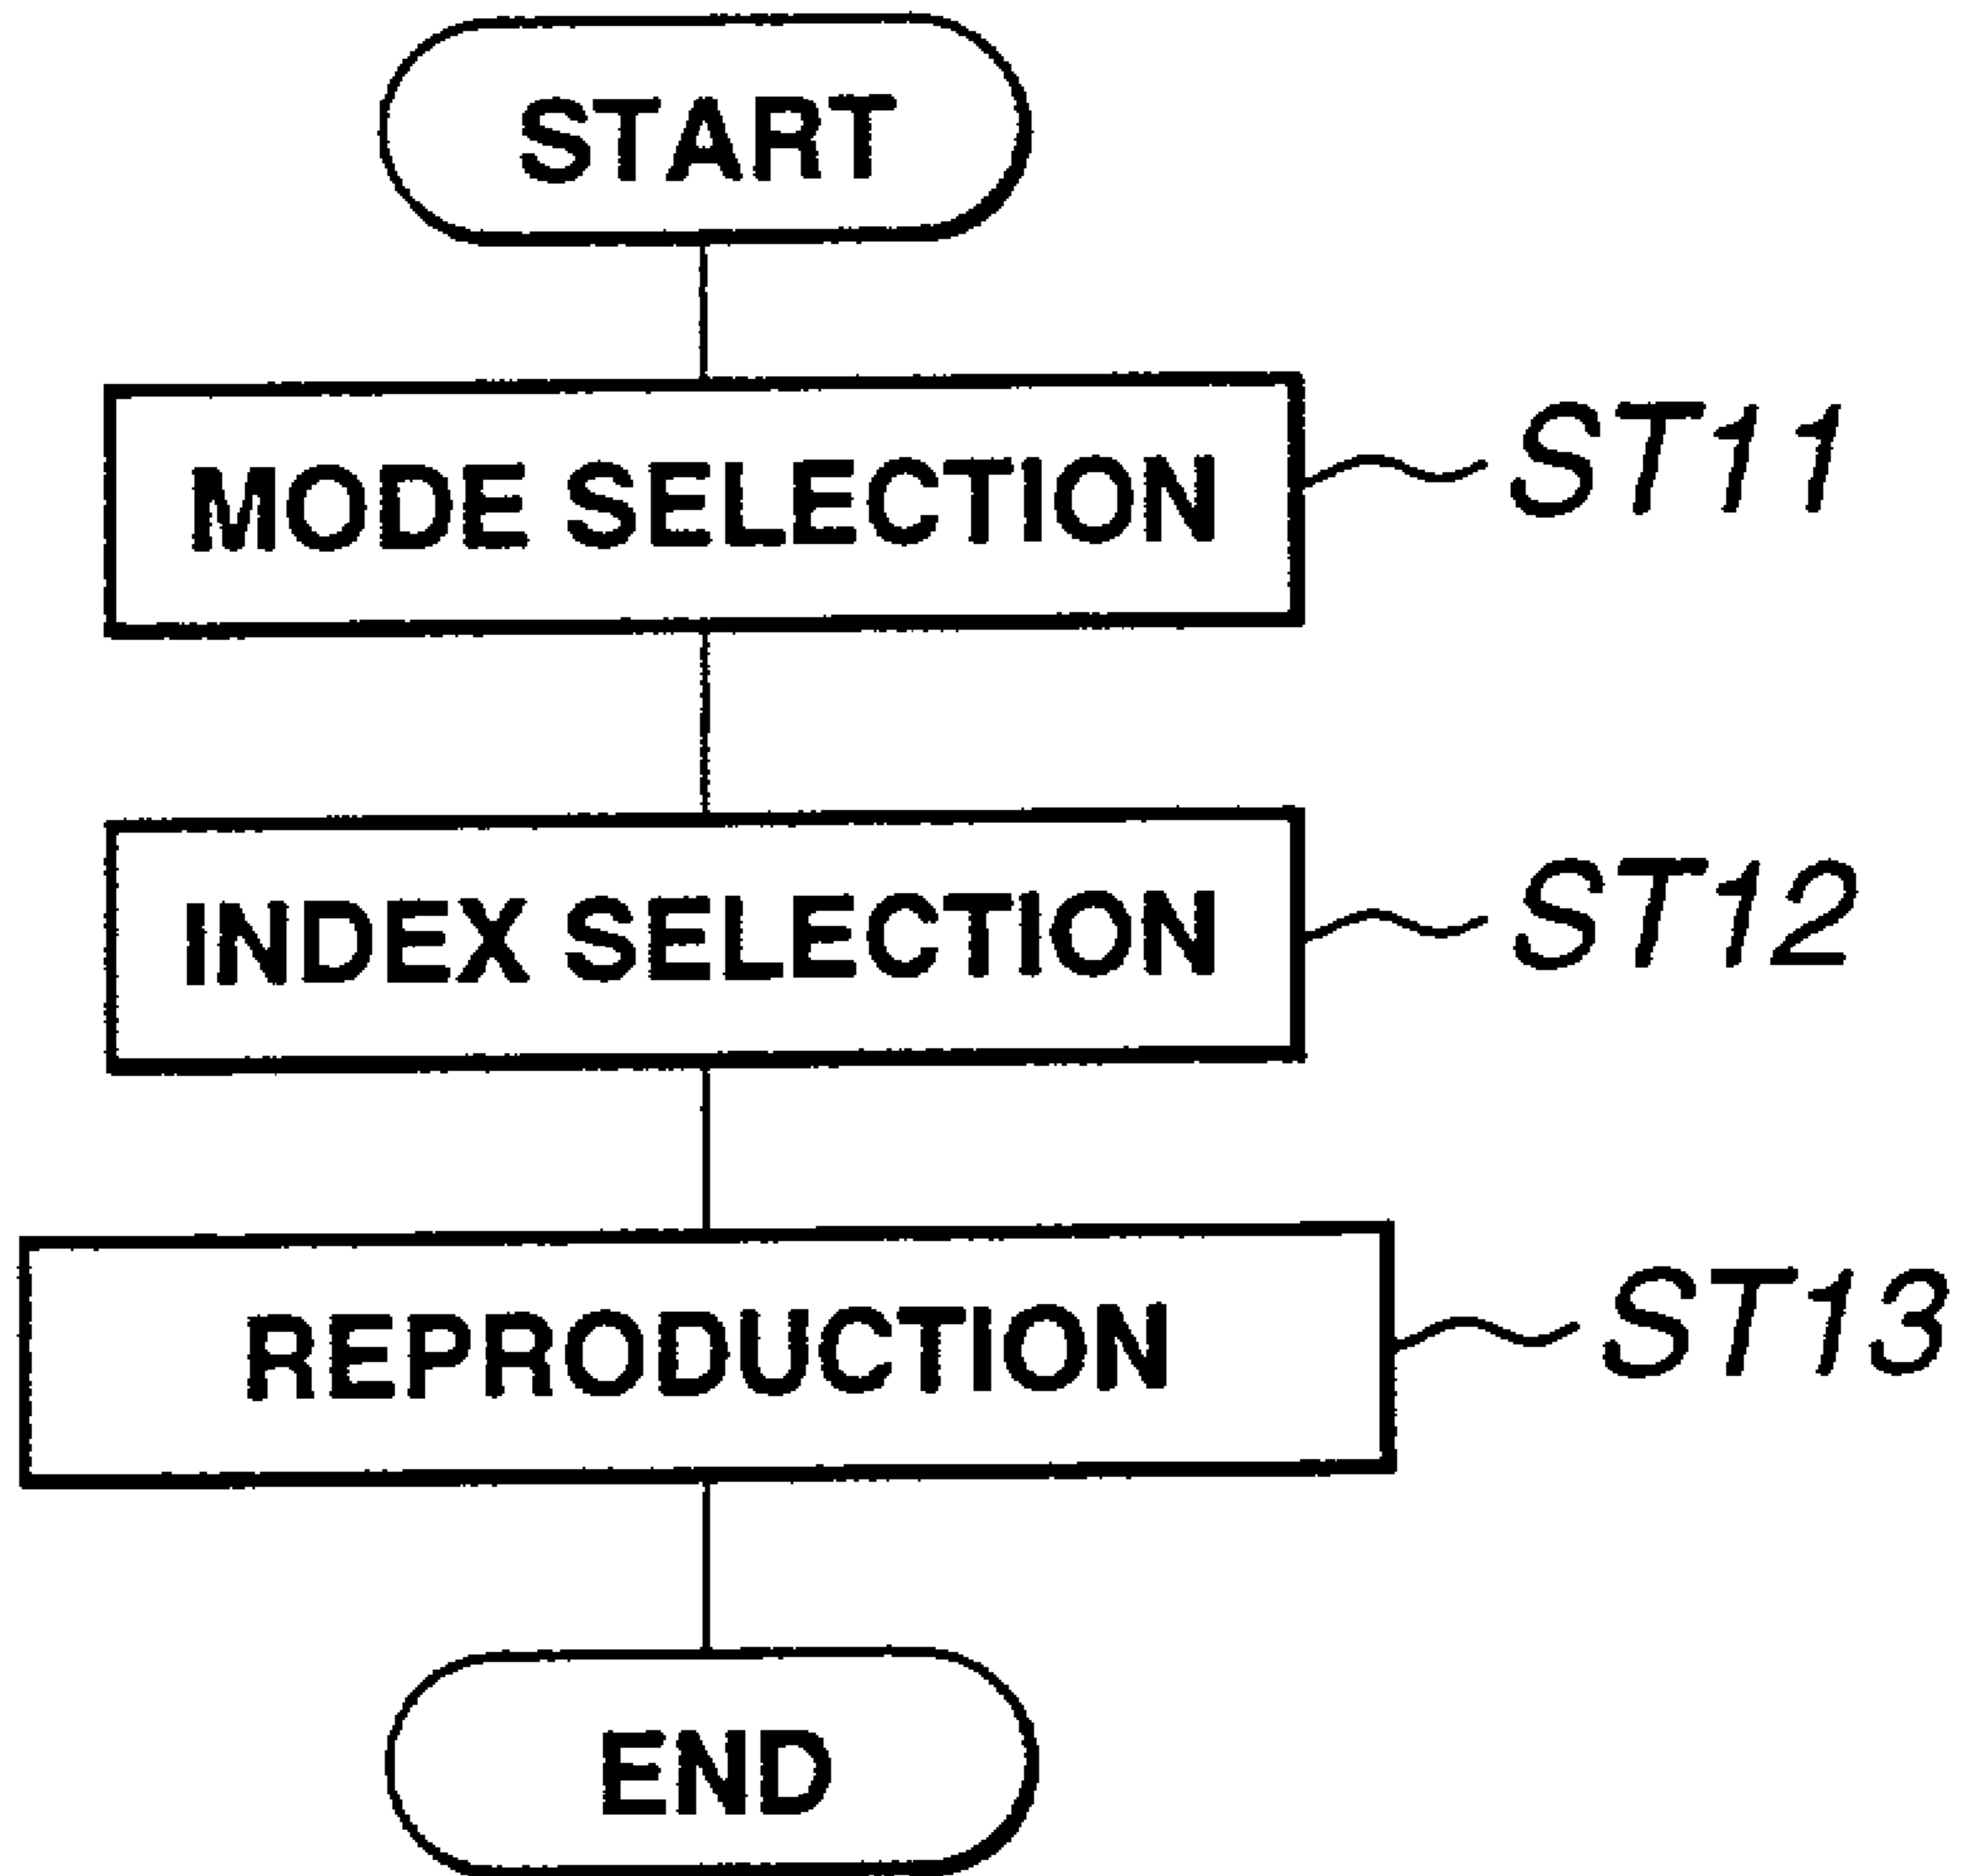 START
MODE SELECTION
ST11
INDEX SELECTION
ST12
REPRODUCTION
ST13
END